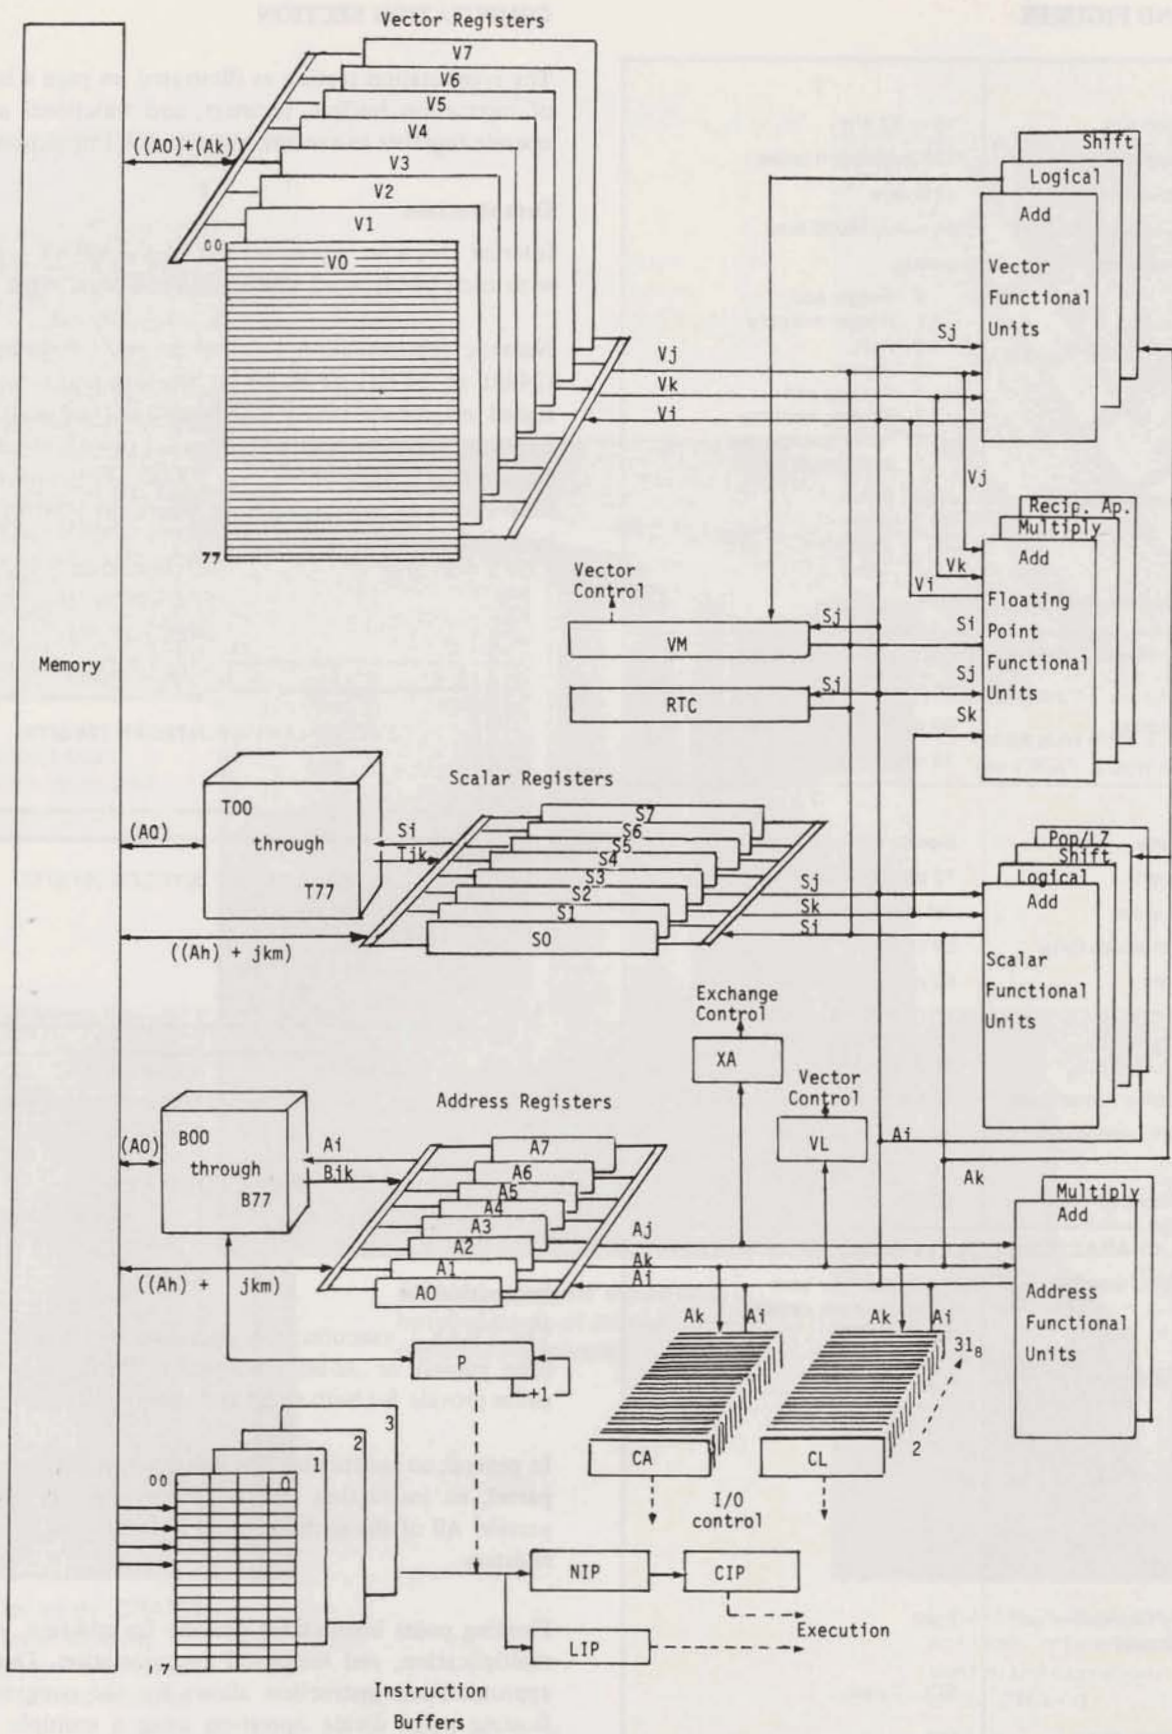 Vector Registers
V7
V6
V5
V4
V3
V2
V1
00
V0
77
((A0)+(Ak))
Vj
Vk
Vi
Shift
Logical
Add
Vector
Functional
Units
Sj
Vj
Recip. Ap.
Multiply
Add
Vk
Vi
Floating
Point
Functional
Units
Si
Sj
Sk
Vector
Control
VM
Sj
RTC
Sj
Memory
Scalar Registers
T00
through
T77
(A0)
Si
Tjk
((Ah) + jkm)
S7
S6
S5
S4
S3
S2
S1
S0
Sj
Sk
Si
Pop/LZ
Shift
Logical
Add
Scalar
Functional
Units
Exchange
Control
XA
Vector
Control
VL
Ai
Ak
Address Registers
B00
through
B77
(A0)
Ai
Bjk
((Ah) + jkm)
A7
A6
A5
A4
A3
A2
A1
A0
Aj
Ak
Ai
Multiply
Add
Address
Functional
Units
Ak
Ai
Ak
Ai
P
+1
CA
CL
2
31₈
I/O
control
3
2
1
0
00
17
Instruction
Buffers
NIP
CIP
LIP
Execution